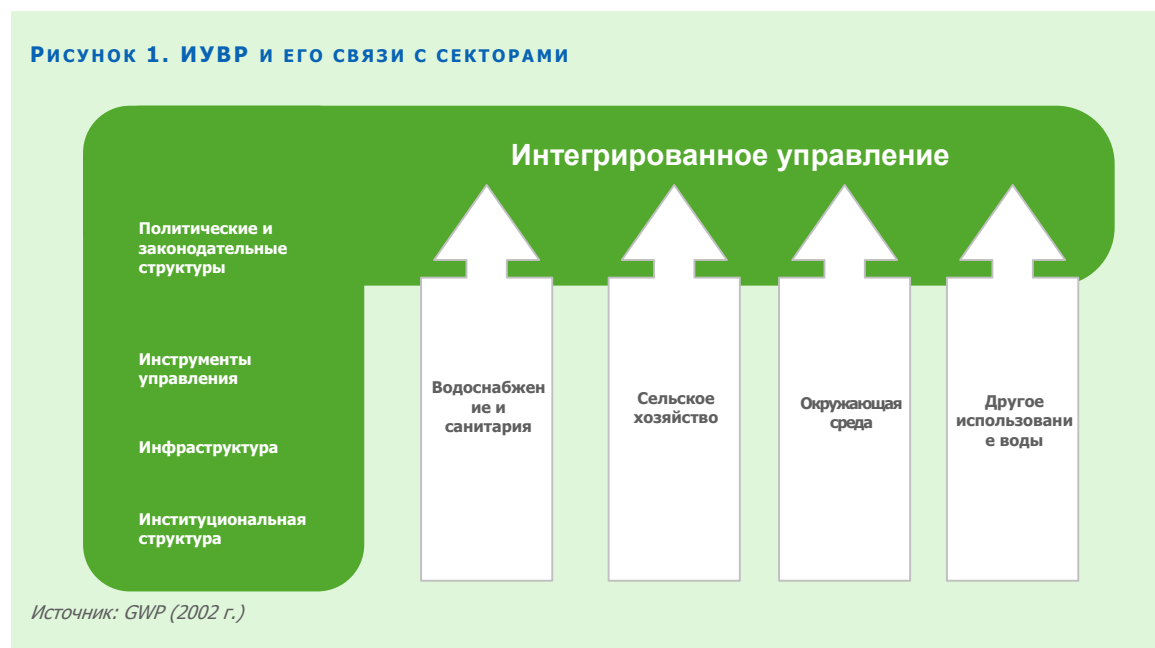 РИСУНОК 1. ИУВР И ЕГО СВЯЗИ С СЕКТОРАМИ
Интегрированное управление
Политические и
законодательные
структуры
Инструменты
управления
Инфраструктура
Институциональная
структура
Водоснабжен
ие и
санитария
Сельское
хозяйство
Окружающая
среда
Другое
использовани
е воды
Источник: GWP (2002 г.)